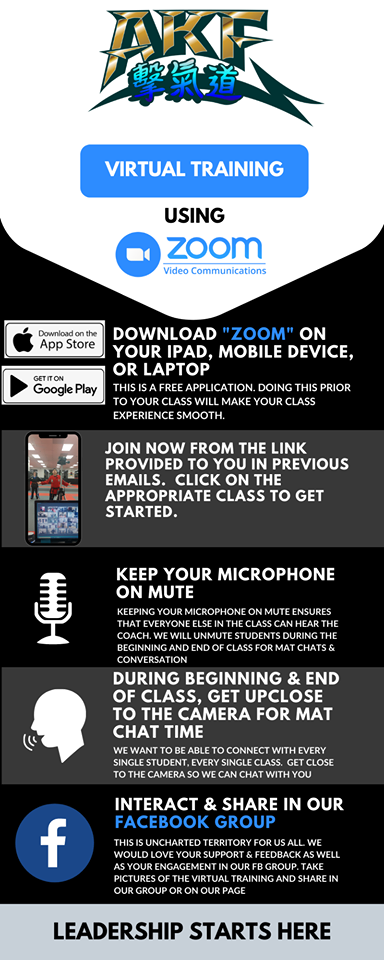 AKF
擊氣道
VIRTUAL TRAINING
USING
zoom
Video Communications
Download on the
App Store
GET IT ON
Google Play
DOWNLOAD "ZOOM" ON
YOUR IPAD, MOBILE DEVICE,
OR LAPTOP
THIS IS A FREE APPLICATION. DOING THIS PRIOR
TO YOUR CLASS WILL MAKE YOUR CLASS
EXPERIENCE SMOOTH.
JOIN NOW FROM THE LINK
PROVIDED TO YOU IN PREVIOUS
EMAILS. CLICK ON THE
APPROPRIATE CLASS TO GET
STARTED.
KEEP YOUR MICROPHONE
ON MUTE
KEEPING YOUR MICROPHONE ON MUTE ENSURES
THAT EVERYONE ELSE IN THE CLASS CAN HEAR THE
COACH. WE WILL UNMUTE STUDENTS DURING THE
BEGINNING AND END OF CLASS FOR MAT CHATS &
CONVERSATION
DURING BEGINNING & END
OF CLASS, GET UPCLOSE
TO THE CAMERA FOR MAT
CHAT TIME
WE WANT TO BE ABLE TO CONNECT WITH EVERY
SINGLE STUDENT, EVERY SINGLE CLASS. GET CLOSE
TO THE CAMERA SO WE CAN CHAT WITH YOU
INTERACT & SHARE IN OUR
FACEBOOK GROUP
THIS IS UNCHARTED TERRITORY FOR US ALL. WE
WOULD LOVE YOUR SUPPORT & FEEDBACK AS WELL
AS YOUR ENGAGEMENT IN OUR FB GROUP. TAKE
PICTURES OF THE VIRTUAL TRAINING AND SHARE IN
OUR GROUP OR ON OUR PAGE
LEADERSHIP STARTS HERE